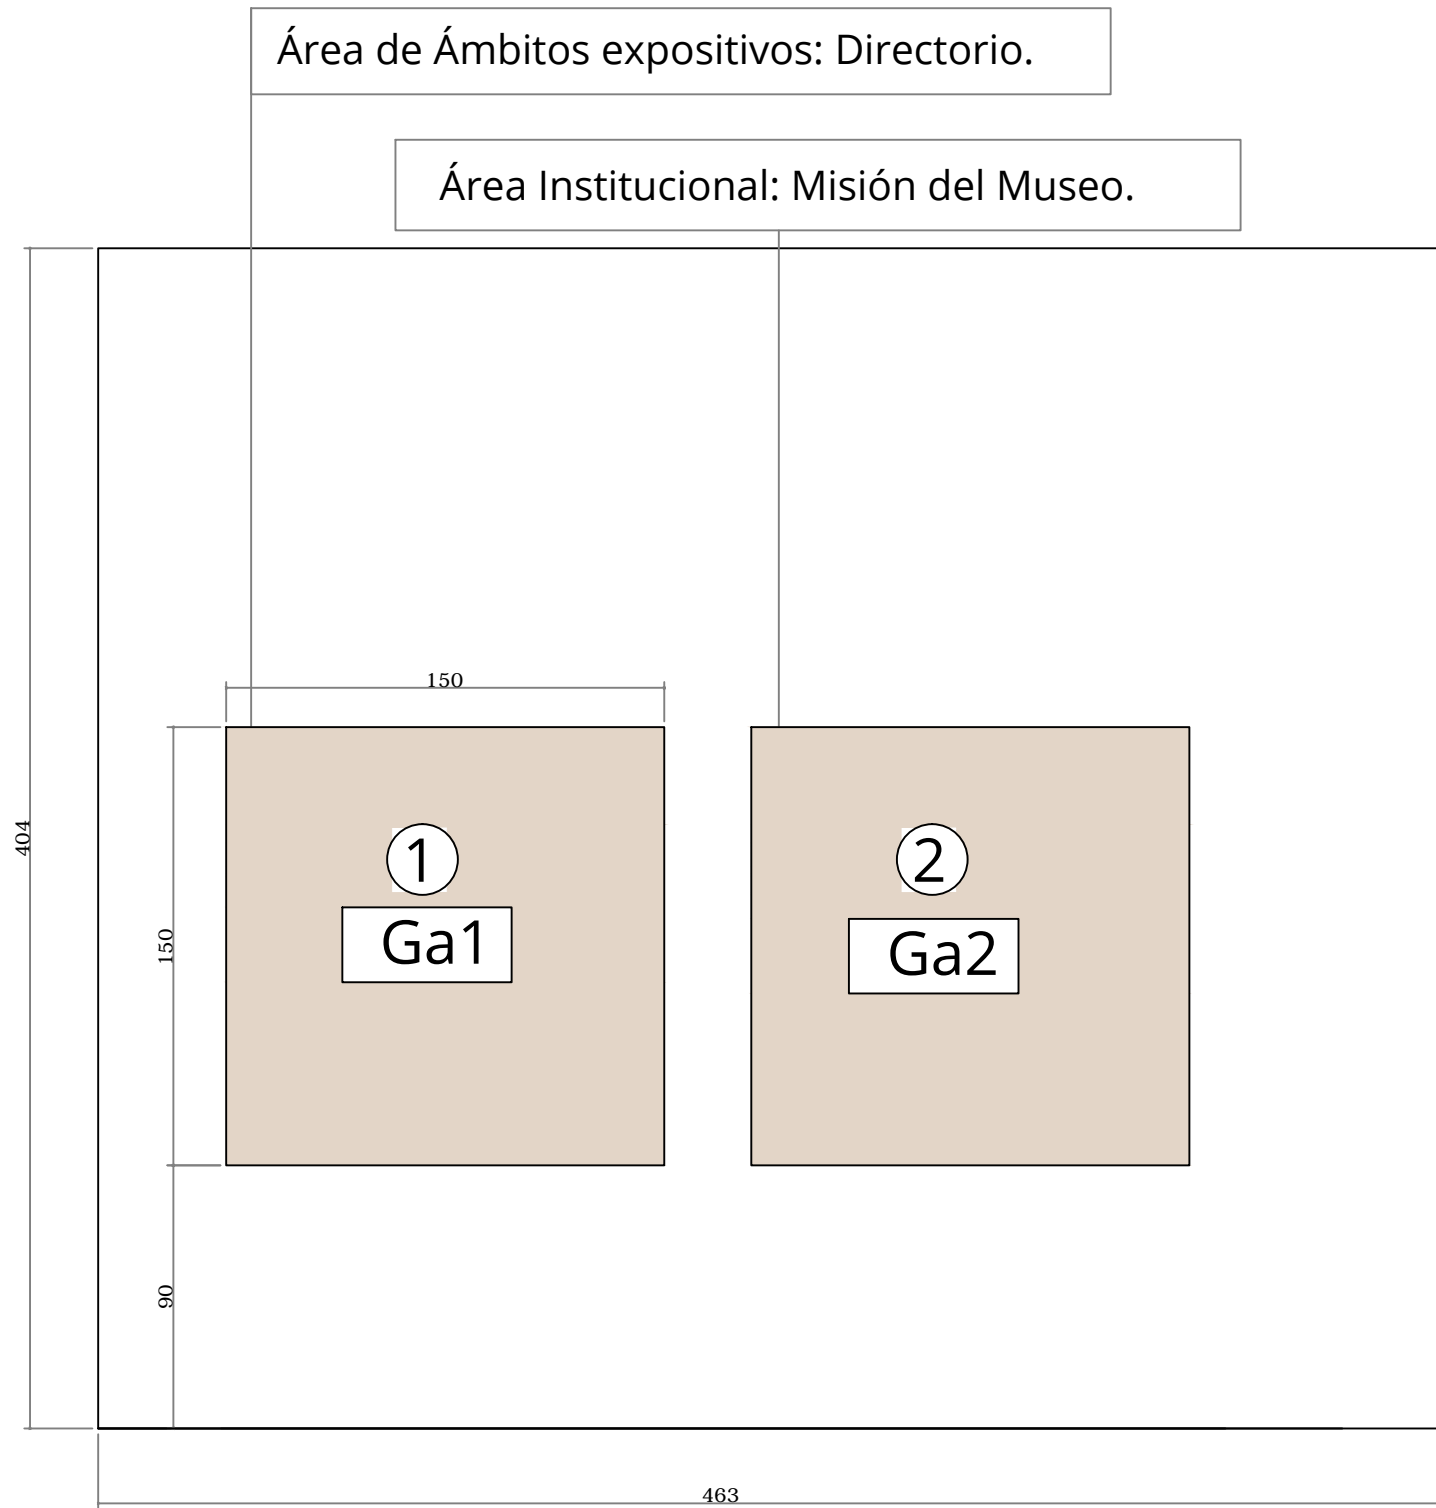 Área de Ámbitos expositivos: Directorio.
Área Institucional: Misión del Museo.
150
404
150
1
2
Ga1
Ga2
90
463